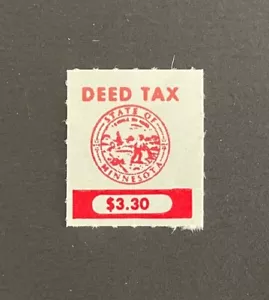 DEED TAX
STATE OF
MINNESOTA
$3.30